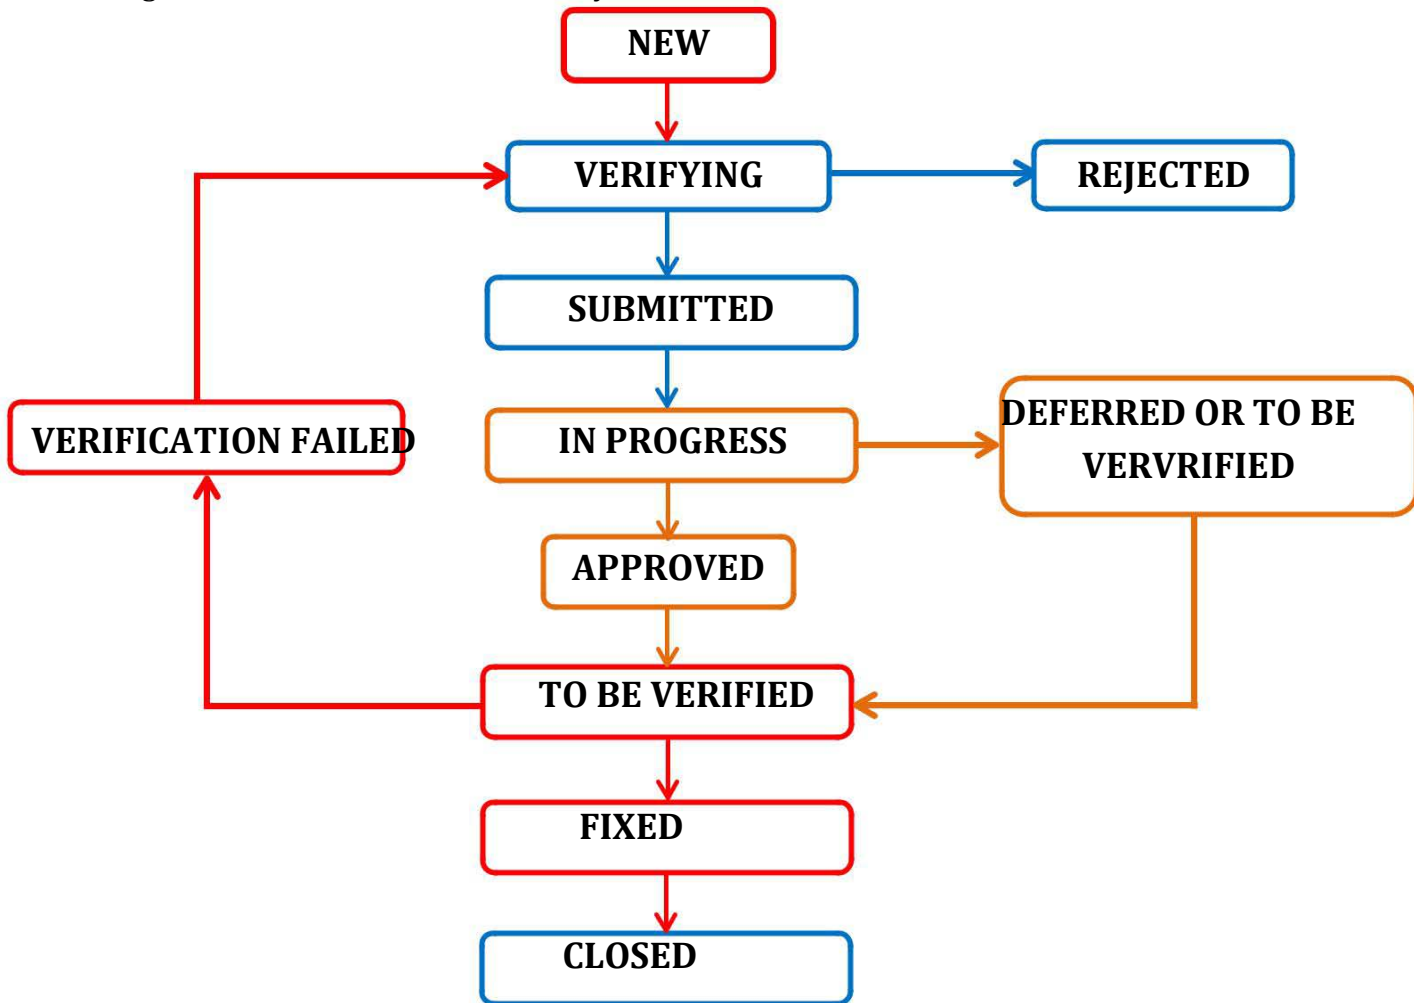 NEW
VERIFYING
REJECTED
SUBMITTED
VERIFICATION FAILED
IN PROGRESS
DEFERRED OR TO BE
VERVRIFIED
APPROVED
TO BE VERIFIED
FIXED
CLOSED